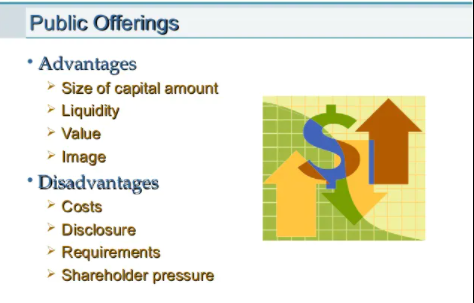 Public Offerings
• Advantages
➢ Size of capital amount
➢ Liquidity
➢ Value
➢ Image
• Disadvantages
➢ Costs
➢ Disclosure
➢ Requirements
➢ Shareholder pressure
$